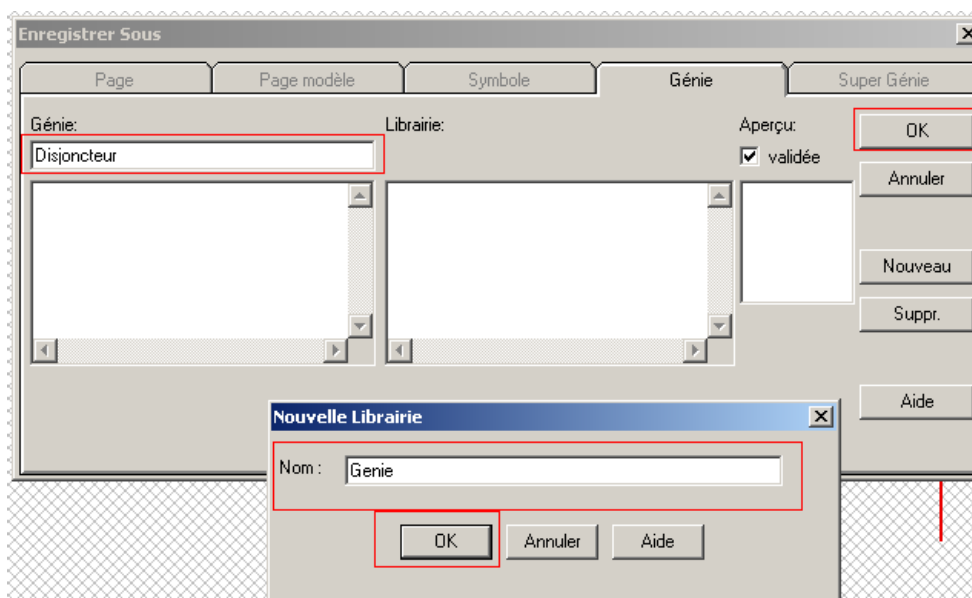 Enregistrer Sous
Page Page modèle Symbole Génie Super Génie
Génie: Librairie: Aperçu:
Disjoncteur
validée
OK
Annuler
Nouveau
Suppr.
Aide
Nouvelle Librairie
Nom : Genie
OK Annuler Aide